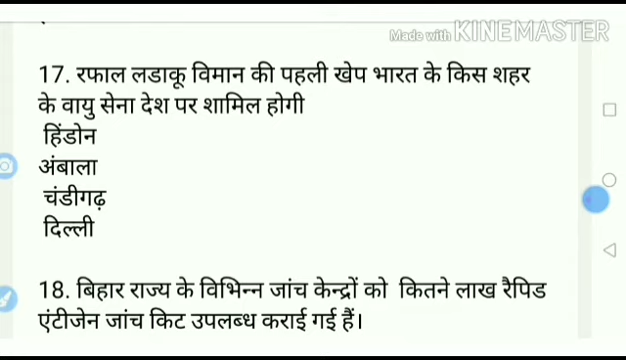 Made with KINEMASTER
17. रफाल लडाकू विमान की पहली खेप भारत के किस शहर
के वायु सेना देश पर शामिल होगी
हिंडोन
अंबाला
चंडीगढ़
दिल्ली
18. बिहार राज्य के विभिन्न जांच केन्द्रों को कितने लाख रैपिड
एंटीजेन जांच किट उपलब्ध कराई गई हैं।